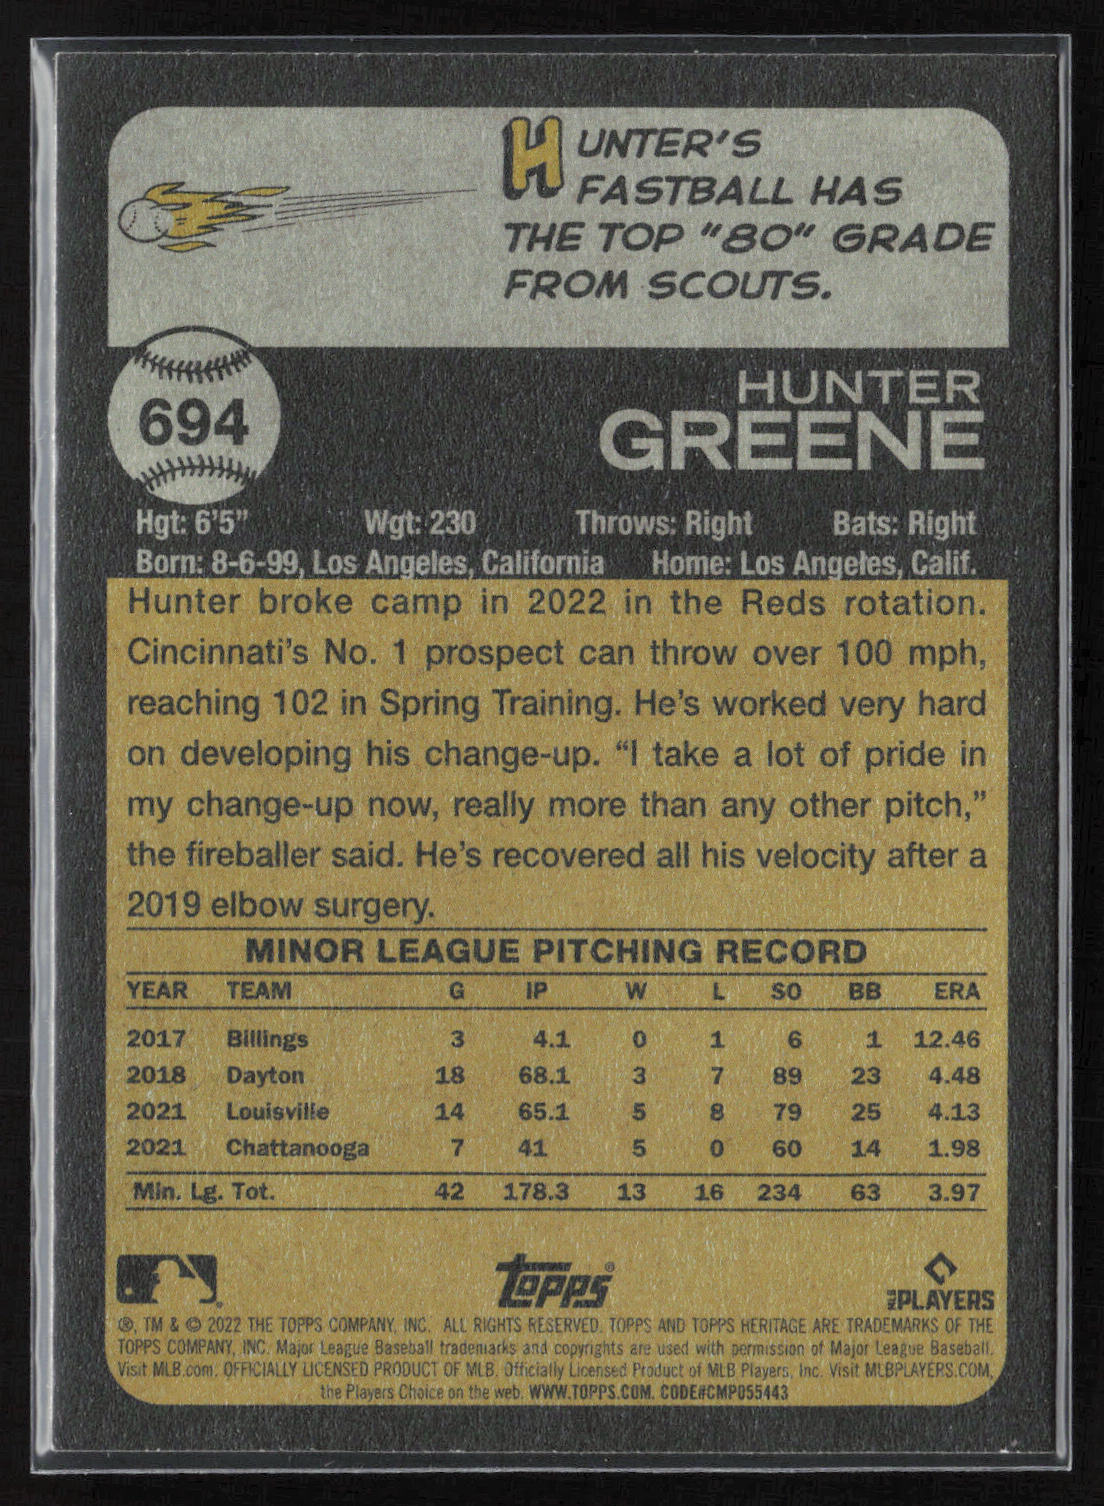 HUNTER'S
FASTBALL HAS
THE TOP "80" GRADE
FROM SCOUTS.
694
HUNTER
GREENE
Hgt: 6'5" Wgt: 230 Throws: Right Bats: Right
Born: 8-6-99, Los Angeles, California Home: Los Angeles, Calif.
Hunter broke camp in 2022 in the Reds rotation.
Cincinnati's No. 1 prospect can throw over 100 mph,
reaching 102 in Spring Training. He's worked very hard
on developing his change-up. “I take a lot of pride in
my change-up now, really more than any other pitch,”
the fireballer said. He's recovered all his velocity after a
2019 elbow surgery.
MINOR LEAGUE PITCHING RECORD
YEAR TEAM G IP W L SO BB ERA
2017 Billings 3 4.1 0 1 6 1 12.46
2018 Dayton 18 68.1 3 7 89 23 4.48
2021 Louisville 14 65.1 5 8 79 25 4.13
2021 Chattanooga 7 41 5 0 60 14 1.98
Min. Lg. Tot. 42 178.3 13 16 234 63 3.97
Topps®
MLB PLAYERS
®, TM & © 2022 THE TOPPS COMPANY, INC. ALL RIGHTS RESERVED. TOPPS AND TOPPS HERITAGE ARE TRADEMARKS OF THE
TOPPS COMPANY, INC. Major League Baseball trademarks and copyrights are used with permission of Major League Baseball.
Visit MLB.com. OFFICIALLY LICENSED PRODUCT OF MLB. Officially Licensed Product of MLB Players, Inc. Visit MLBPLAYERS.COM,
the Players Choice on the web. WWW.TOPPS.COM. CODE#CMP055443